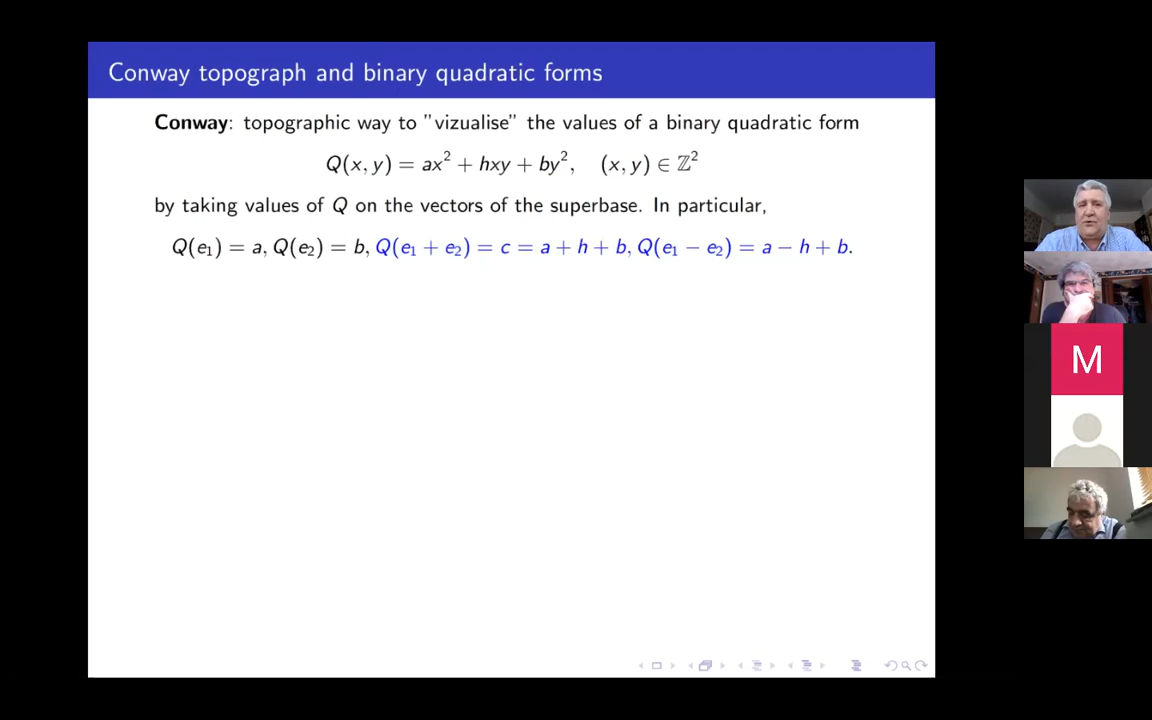 Conway topograph and binary quadratic forms
Conway: topographic way to ”vizualise” the values of a binary quadratic form
Q(x, y) = ax² + hxy + by², (x, y) ∈ ℤ²
by taking values of Q on the vectors of the superbase. In particular,
Q(e₁) = a, Q(e₂) = b, Q(e₁ + e₂) = c = a + h + b, Q(e₁ − e₂) = a − h + b.
M